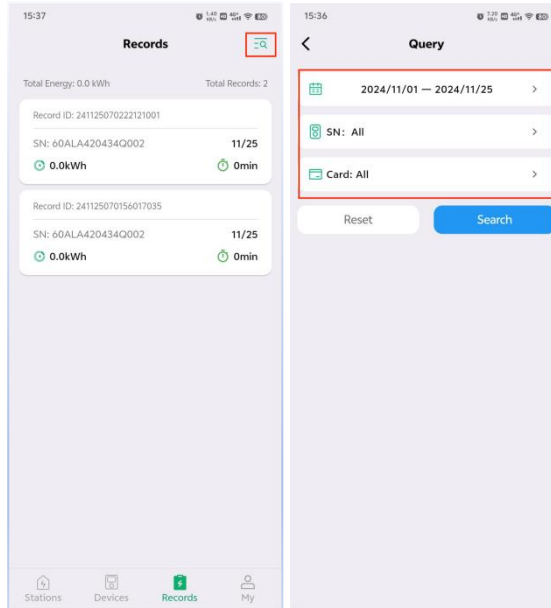 15:37
Records
Total Energy: 0.0 kWh
Total Records: 2
Record ID: 241125070222121001
SN: 60ALA420434Q002
11/25
0.0kWh
0min
Record ID: 241125070156017035
SN: 60ALA420434Q002
11/25
0.0kWh
0min
Stations
Devices
Records
My
15:36
Query
2024/11/01 — 2024/11/25
SN: All
Card: All
Reset
Search